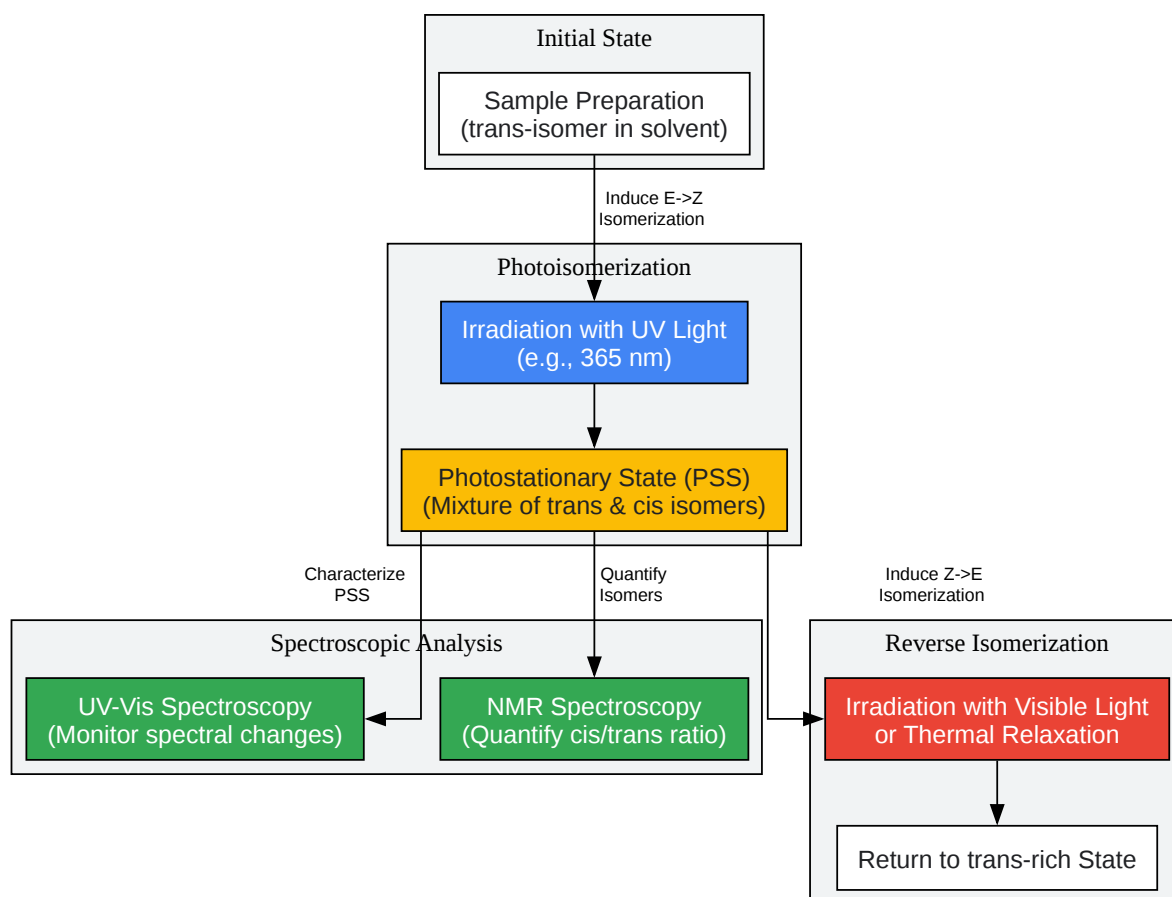 Initial State
Sample Preparation
(trans-isomer in solvent)
Induce E->Z
Isomerization
Photoisomerization
Irradiation with UV Light
(e.g., 365 nm)
Photostationary State (PSS)
(Mixture of trans & cis isomers)
Characterize
PSS
Quantify
Isomers
Induce Z->E
Isomerization
Spectroscopic Analysis
UV-Vis Spectroscopy
(Monitor spectral changes)
NMR Spectroscopy
(Quantify cis/trans ratio)
Reverse Isomerization
Irradiation with Visible Light
or Thermal Relaxation
Return to trans-rich State